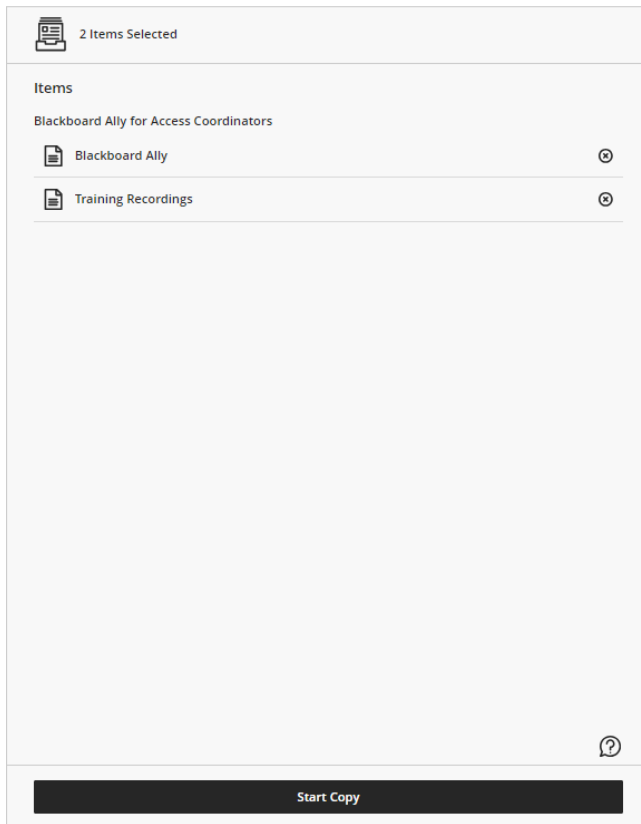 2 Items Selected
Items
Blackboard Ally for Access Coordinators
Blackboard Ally
Training Recordings
Start Copy